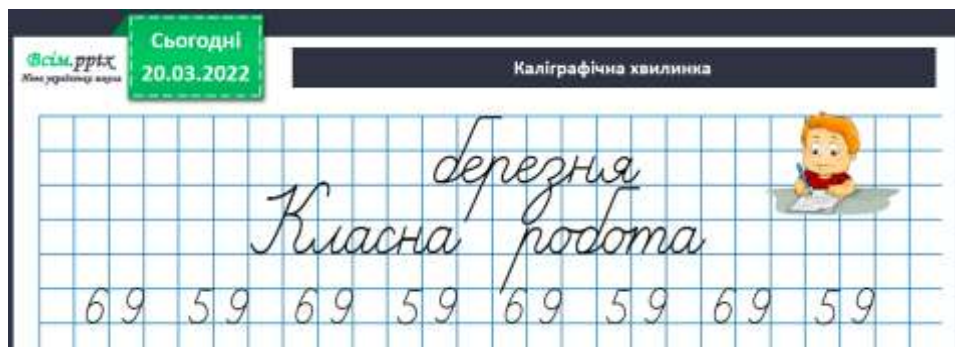 Сьогодні
20.03.2022
Всім.pptx
Нова українська школа
Каліграфічна хвилинка
березня
Класна робота
69 59 69 59 69 59 69 59